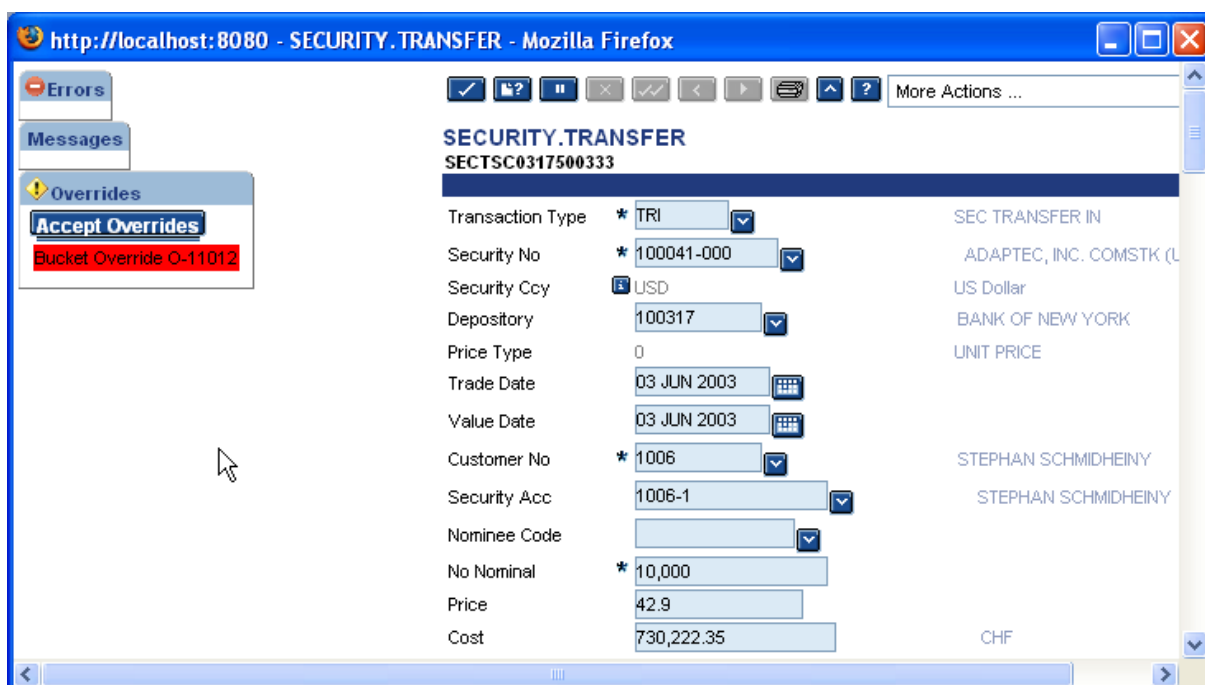 http://localhost:8080 - SECURITY.TRANSFER - Mozilla Firefox
Errors
Messages
Overrides
Accept Overrides
Bucket Override O-11012
More Actions ...
SECURITY.TRANSFER
SECTSC0317500333
Transaction Type * TRI SEC TRANSFER IN
Security No * 100041-000 ADAPTEC, INC. COMSTK (U
Security Ccy USD US Dollar
Depository 100317 BANK OF NEW YORK
Price Type 0 UNIT PRICE
Trade Date 03 JUN 2003
Value Date 03 JUN 2003
Customer No * 1006 STEPHAN SCHMIDHEINY
Security Acc 1006-1 STEPHAN SCHMIDHEINY
Nominee Code
No Nominal * 10,000
Price 42.9
Cost 730,222.35 CHF